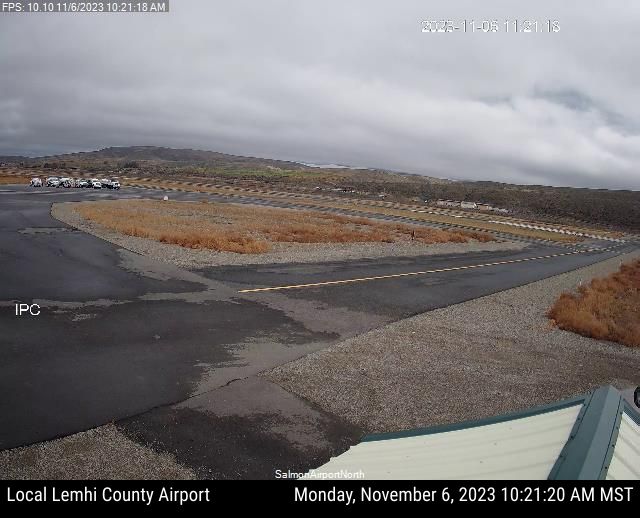 FPS: 10.10 11/6/2023 10:21:18 AM
2023-11-06 11:21:18
IPC
SalmonAirportNorth
Local Lemhi County Airport
Monday, November 6, 2023 10:21:20 AM MST